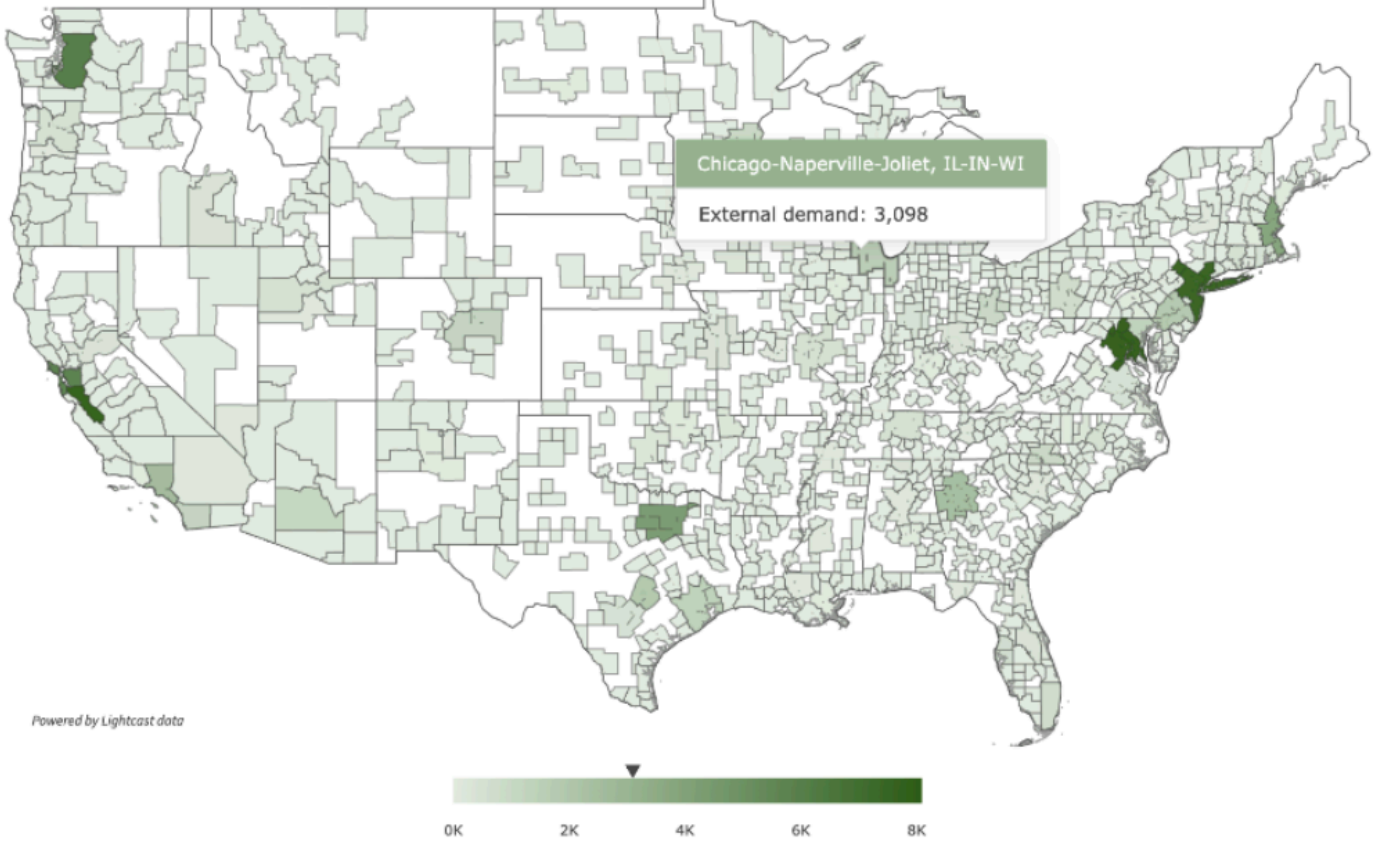 Chicago-Naperville-Joliet, IL-IN-WI
External demand: 3,098
Powered by Lightcast data
0K 2K 4K 6K 8K